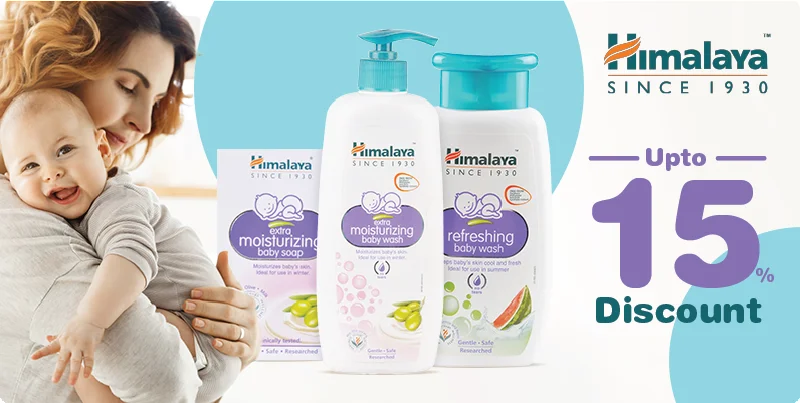 Himalaya™
SINCE 1930
Upto
15%
Discount
Himalaya
SINCE 1930
extra
moisturizing
baby soap
Moisturizes baby's skin,
Ideal for use in winter.
Gentle • Safe • Researched
Himalaya
SINCE 1930
extra
moisturizing
baby wash
Moisturizes baby's skin,
Ideal for use in winter.
Gentle • Safe
Researched
Himalaya
SINCE 1930
refreshing
baby wash
baby's skin cool and fresh
Ideal for use in summer
Gentle • Safe
Researched